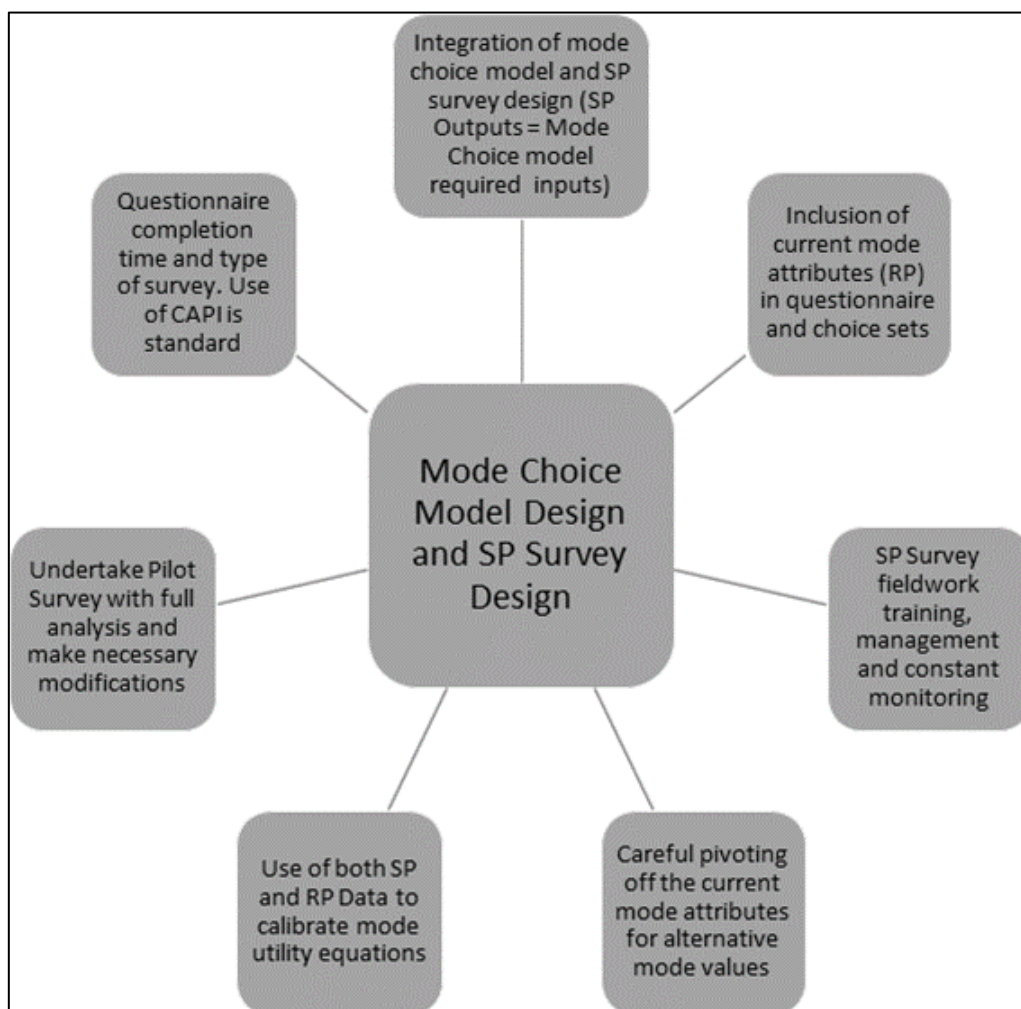 Integration of mode
choice model and SP
survey design (SP
Outputs = Mode
Choice model
required inputs)
Inclusion of
current mode
attributes (RP)
in questionnaire
and choice sets
SP Survey
fieldwork
training,
management
and constant
monitoring
Careful pivoting
off the current
mode attributes
for alternative
mode values
Use of both SP
and RP Data to
calibrate mode
utility equations
Undertake Pilot
Survey with full
analysis and
make necessary
modifications
Questionnaire
completion
time and type
of survey. Use
of CAPI is
standard
Mode Choice
Model Design
and SP Survey
Design